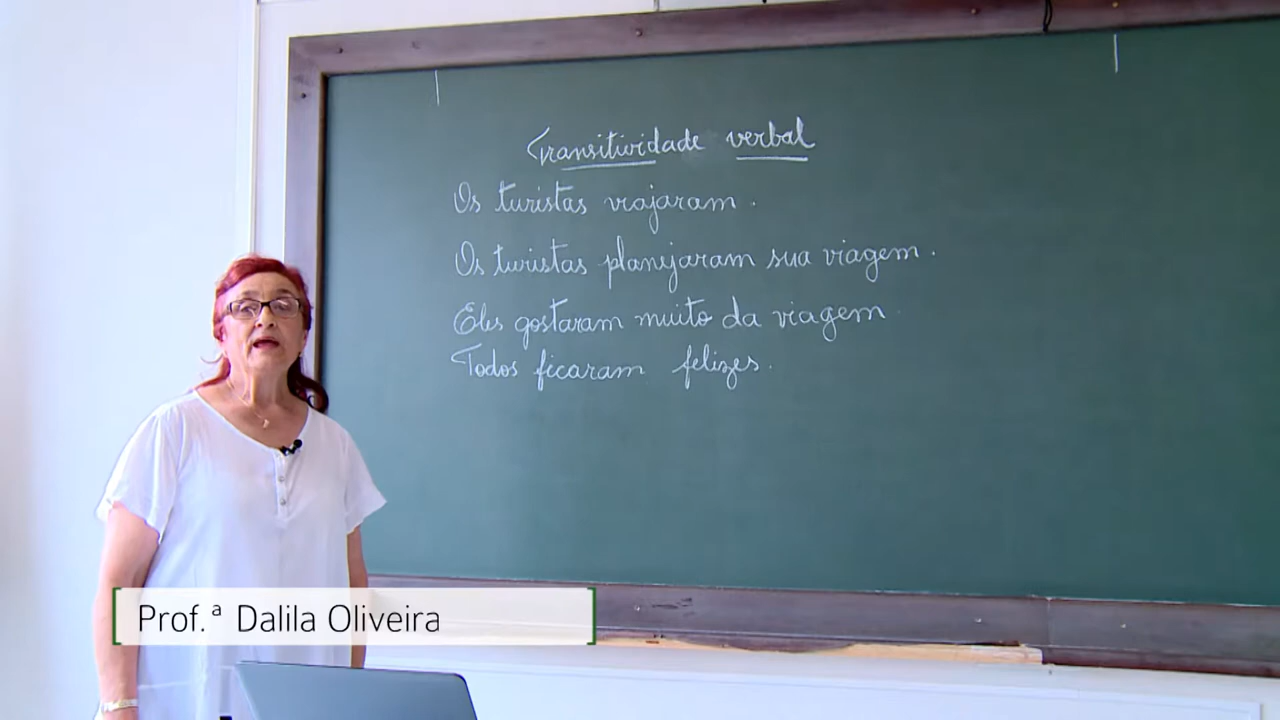 Transitividade verbal
Os turistas viajaram.
Os turistas planejaram sua viagem.
Eles gostaram muito da viagem.
Todos ficaram felizes.
Prof.ª Dalila Oliveira